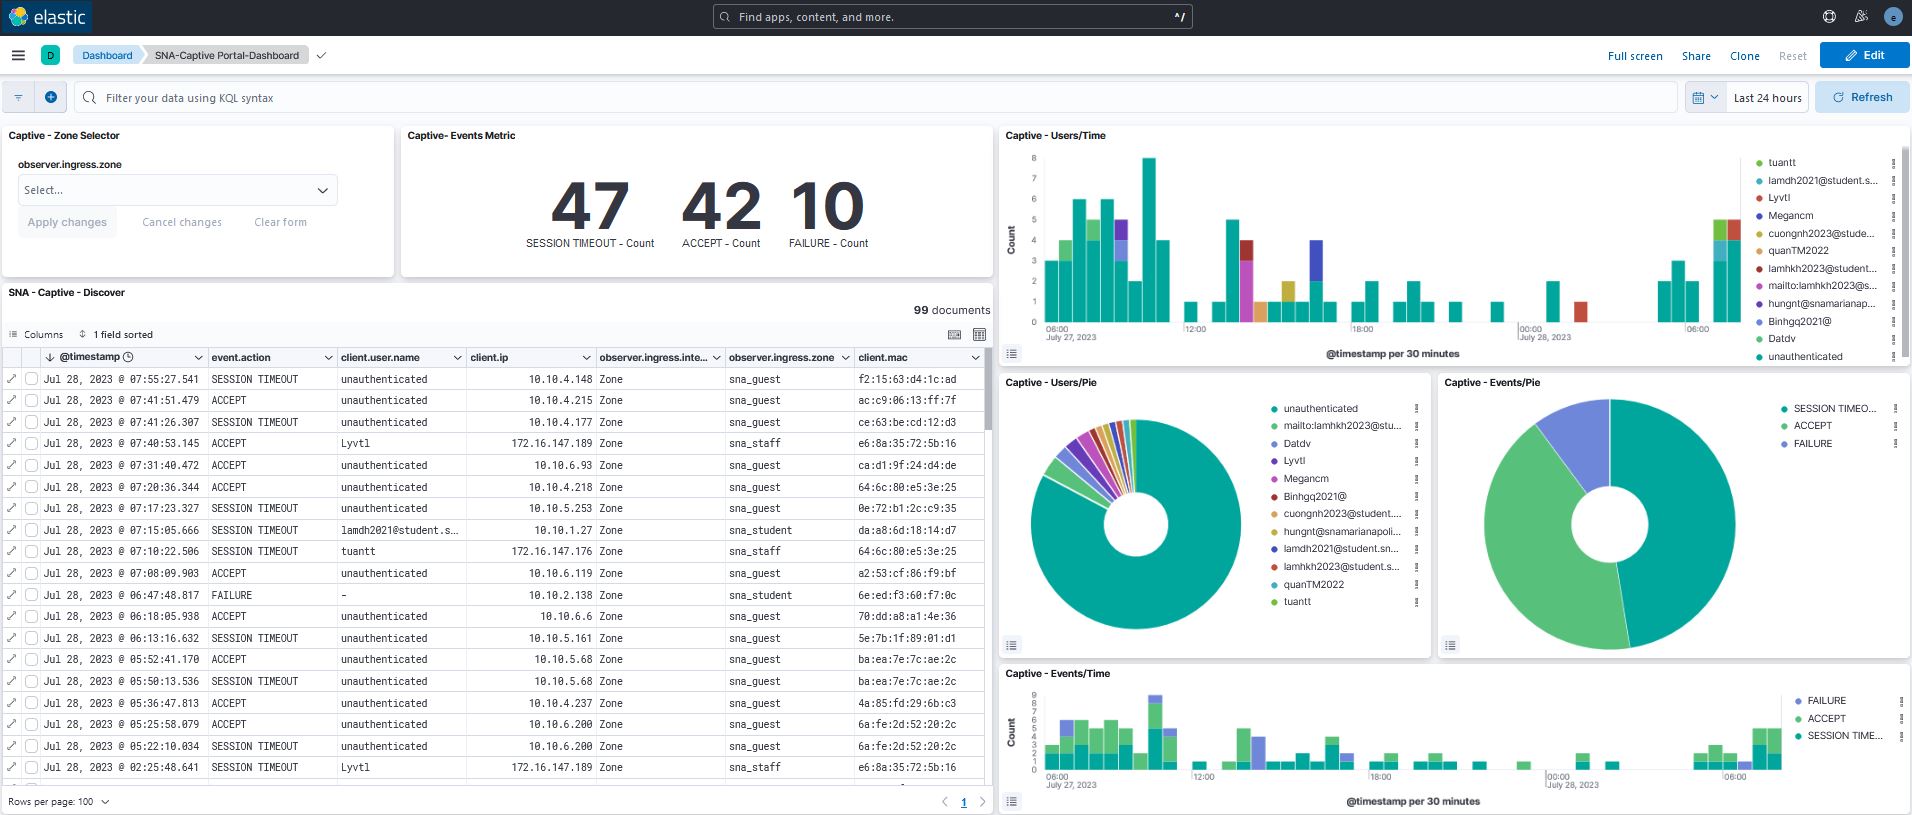 elastic
Find apps, content, and more.
^/
e
D
Dashboard
SNA-Captive Portal-Dashboard
Full screen
Share
Clone
Reset
Edit
Filter your data using KQL syntax
Last 24 hours
Refresh
Captive - Zone Selector
observer.ingress.zone
Select...
Apply changes
Cancel changes
Clear form
Captive- Events Metric
47
42
10
SESSION TIMEOUT - Count
ACCEPT - Count
FAILURE - Count
SNA - Captive - Discover
99 documents
Columns
1 field sorted
@timestamp event.action client.user.name client.ip observer.ingress.inte... observer.ingress.zone client.mac
Jul 28, 2023 @ 07:55:27.541 SESSION TIMEOUT unauthenticated 10.10.4.148 Zone sna_guest f2:15:63:d4:1c:ad
Jul 28, 2023 @ 07:41:51.479 ACCEPT unauthenticated 10.10.4.215 Zone sna_guest ac:c9:06:13:ff:7f
Jul 28, 2023 @ 07:41:26.307 SESSION TIMEOUT unauthenticated 10.10.4.177 Zone sna_guest ce:63:be:cd:12:d3
Jul 28, 2023 @ 07:40:53.145 ACCEPT Lyvtl 172.16.147.189 Zone sna_staff e6:8a:35:72:5b:16
Jul 28, 2023 @ 07:31:40.472 ACCEPT unauthenticated 10.10.6.93 Zone sna_guest ca:d1:9f:24:d4:de
Jul 28, 2023 @ 07:20:36.344 ACCEPT unauthenticated 10.10.4.218 Zone sna_guest 64:6c:80:e5:3e:25
Jul 28, 2023 @ 07:17:23.327 SESSION TIMEOUT unauthenticated 10.10.5.253 Zone sna_guest 0e:72:b1:2c:c9:35
Jul 28, 2023 @ 07:15:05.666 SESSION TIMEOUT lamdh2021@student.s... 10.10.1.27 Zone sna_student da:a8:6d:18:14:d7
Jul 28, 2023 @ 07:10:22.506 SESSION TIMEOUT tuantt 172.16.147.176 Zone sna_staff 64:6c:80:e5:3e:25
Jul 28, 2023 @ 07:08:09.903 ACCEPT unauthenticated 10.10.6.119 Zone sna_guest a2:53:cf:86:f9:bf
Jul 28, 2023 @ 06:47:48.817 FAILURE - 10.10.2.138 Zone sna_student 6e:ed:f3:60:f7:0c
Jul 28, 2023 @ 06:18:05.938 ACCEPT unauthenticated 10.10.6.6 Zone sna_guest 70:dd:a8:a1:4e:36
Jul 28, 2023 @ 06:13:16.632 SESSION TIMEOUT unauthenticated 10.10.5.161 Zone sna_guest 5e:7b:1f:89:01:d1
Jul 28, 2023 @ 05:52:41.170 ACCEPT unauthenticated 10.10.5.68 Zone sna_guest ba:ea:7e:7c:ae:2c
Jul 28, 2023 @ 05:50:13.536 SESSION TIMEOUT unauthenticated 10.10.5.68 Zone sna_guest ba:ea:7e:7c:ae:2c
Jul 28, 2023 @ 05:36:47.813 ACCEPT unauthenticated 10.10.4.237 Zone sna_guest 4a:85:fd:29:6b:c3
Jul 28, 2023 @ 05:25:58.079 ACCEPT unauthenticated 10.10.6.200 Zone sna_guest 6a:fe:2d:52:20:2c
Jul 28, 2023 @ 05:22:10.034 SESSION TIMEOUT unauthenticated 10.10.6.200 Zone sna_guest 6a:fe:2d:52:20:2c
Jul 28, 2023 @ 02:25:48.641 SESSION TIMEOUT Lyvtl 172.16.147.189 Zone sna_staff e6:8a:35:72:5b:16
Rows per page: 100
1
Captive - Users/Time
Count
8
7
6
5
4
3
2
1
0
06:00
July 27, 2023
12:00
18:00
00:00
July 28, 2023
06:00
@timestamp per 30 minutes
tuantt
lamdh2021@student.s...
Lyvtl
Megancm
cuongnh2023@stude...
quanTM2022
lamhkh2023@student...
mailto:lamhkh2023@s...
hungnt@snamarianap...
Binhgq2021@
Datdv
unauthenticated
Captive - Users/Pie
unauthenticated
mailto:lamhkh2023@stu...
Datdv
Lyvtl
Megancm
Binhgq2021@
cuongnh2023@student....
hungnt@snamarianapoli...
lamdh2021@student.sn...
lamhkh2023@student.s...
quanTM2022
tuantt
Captive - Events/Pie
SESSION TIMEO...
ACCEPT
FAILURE
Captive - Events/Time
Count
9
8
7
6
5
4
3
2
1
0
06:00
July 27, 2023
12:00
18:00
00:00
July 28, 2023
06:00
@timestamp per 30 minutes
FAILURE
ACCEPT
SESSION TIME...